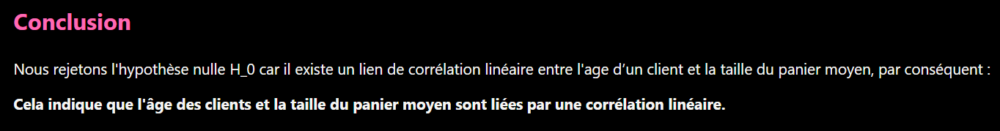 Conclusion
Nous rejetons l'hypothèse nulle H_0 car il existe un lien de corrélation linéaire entre l'age d’un client et la taille du panier moyen, par conséquent :
Cela indique que l'âge des clients et la taille du panier moyen sont liées par une corrélation linéaire.